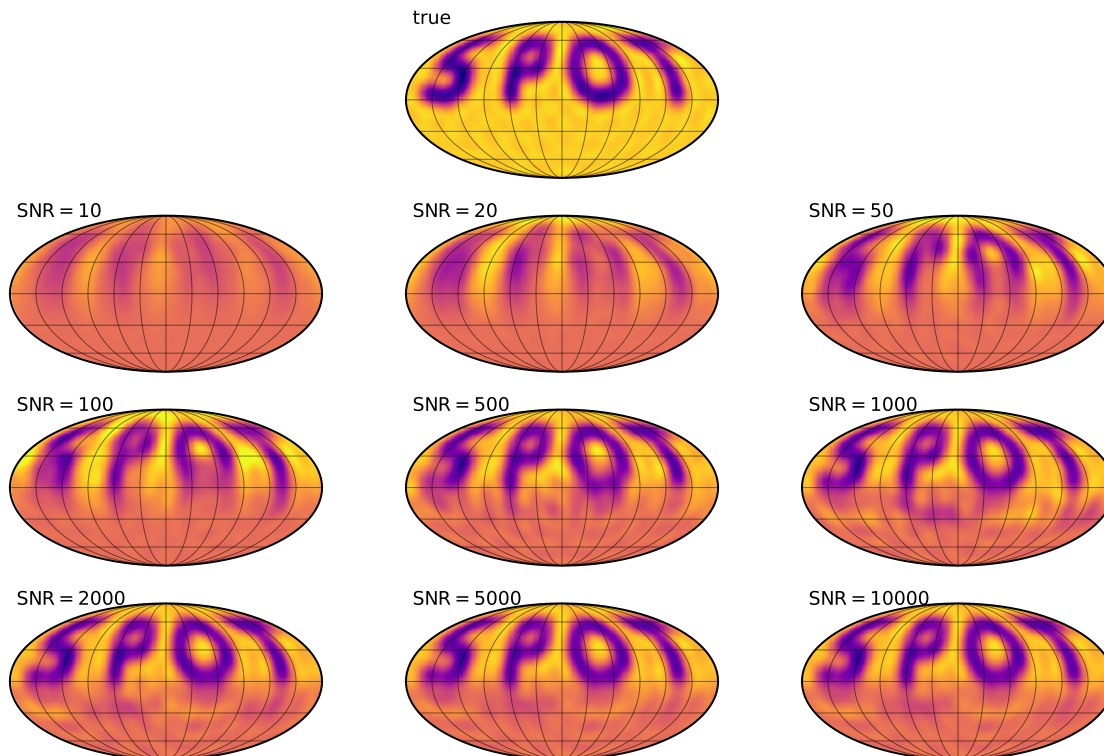 true
SPOT
SNR = 10
SNR = 20
SNR = 50
SNR = 100
SNR = 500
SNR = 1000
SNR = 2000
SNR = 5000
SNR = 10000